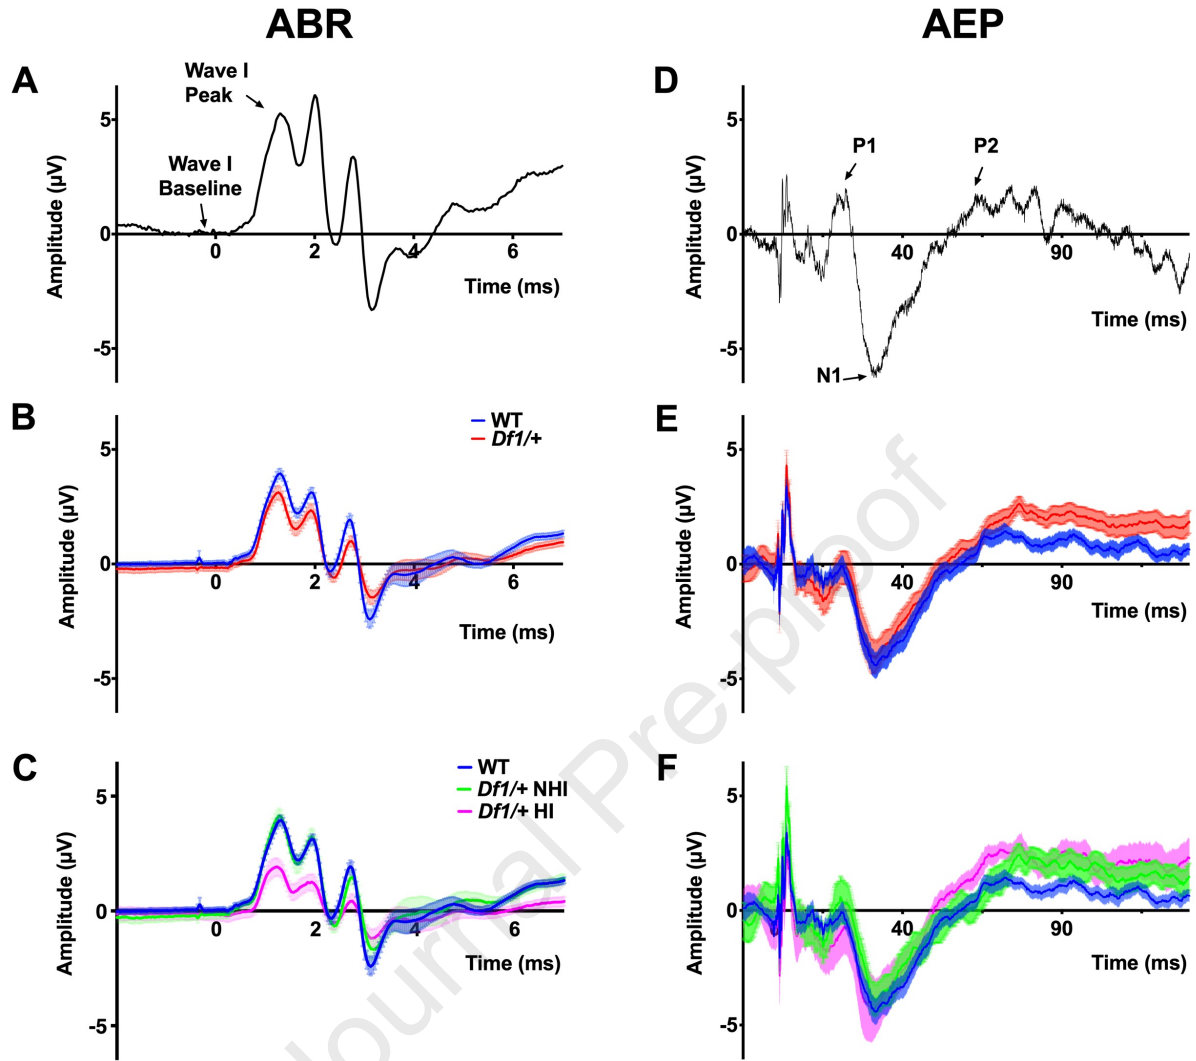 ABR
AEP
A
Wave I
Peak
Wave I
Baseline
Amplitude (µV)
5
0
-5
0
2
4
6
Time (ms)
D
P1
P2
N1
Amplitude (µV)
5
0
-5
40
90
Time (ms)
B
WT
Df1/+
Amplitude (µV)
5
0
-5
0
2
4
6
Time (ms)
E
Amplitude (µV)
5
0
-5
40
90
Time (ms)
C
WT
Df1/+ NHI
Df1/+ HI
Amplitude (µV)
5
0
-5
0
2
4
6
Time (ms)
F
Amplitude (µV)
5
0
-5
40
90
Time (ms)
Journal Pre-proof